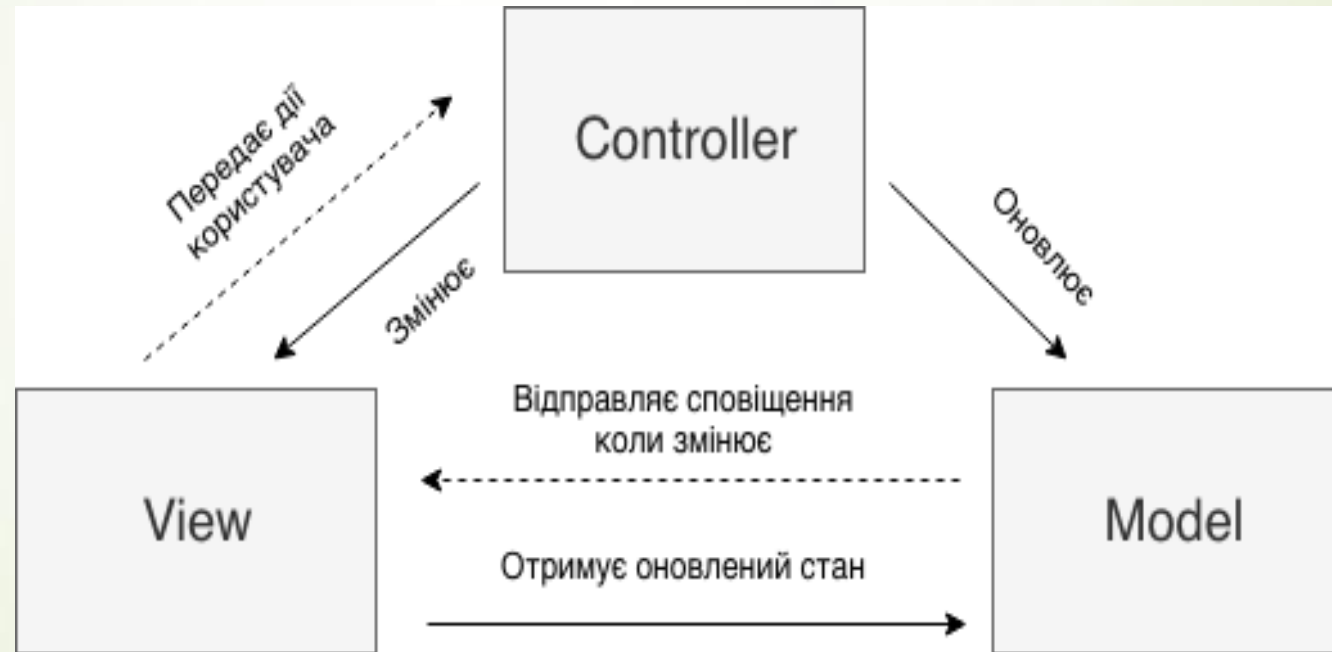 Controller
Передає дії
користувача
Змінює
Оновлює
Відправляє сповіщення
коли змінює
View
Model
Отримує оновлений стан